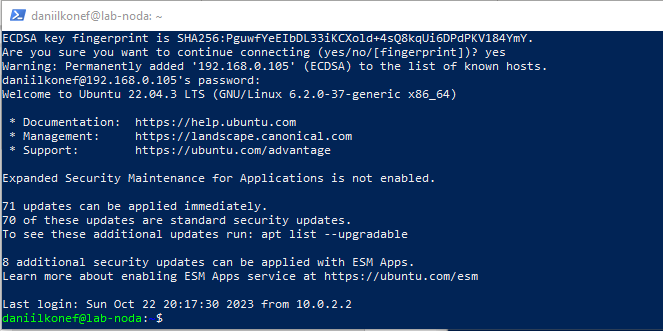 daniilkonef@lab-noda: ~
ECDSA key fingerprint is SHA256:PguwfYeEIbDL33iKCXold+4sQ8kqUi6DPdPKV184YmY.
Are you sure you want to continue connecting (yes/no/[fingerprint])? yes
Warning: Permanently added '192.168.0.105' (ECDSA) to the list of known hosts.
daniilkonef@192.168.0.105's password:
Welcome to Ubuntu 22.04.3 LTS (GNU/Linux 6.2.0-37-generic x86_64)
* Documentation: https://help.ubuntu.com
* Management: https://landscape.canonical.com
* Support: https://ubuntu.com/advantage
Expanded Security Maintenance for Applications is not enabled.
71 updates can be applied immediately.
70 of these updates are standard security updates.
To see these additional updates run: apt list --upgradable
8 additional security updates can be applied with ESM Apps.
Learn more about enabling ESM Apps service at https://ubuntu.com/esm
Last login: Sun Oct 22 20:17:30 2023 from 10.0.2.2
daniilkonef@lab-noda: $